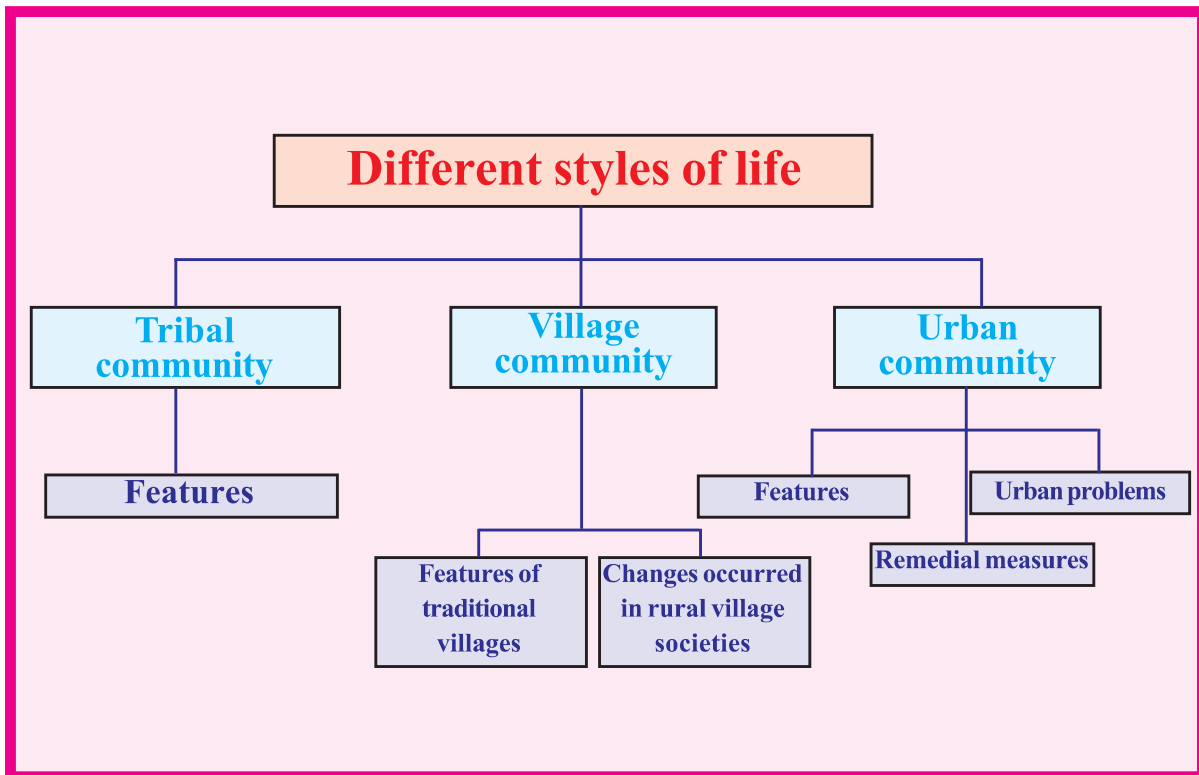 Different styles of life
Tribal
community
Village
community
Urban
community
Features
Features of
traditional
villages
Changes occurred
in rural village
societies
Features
Remedial measures
Urban problems